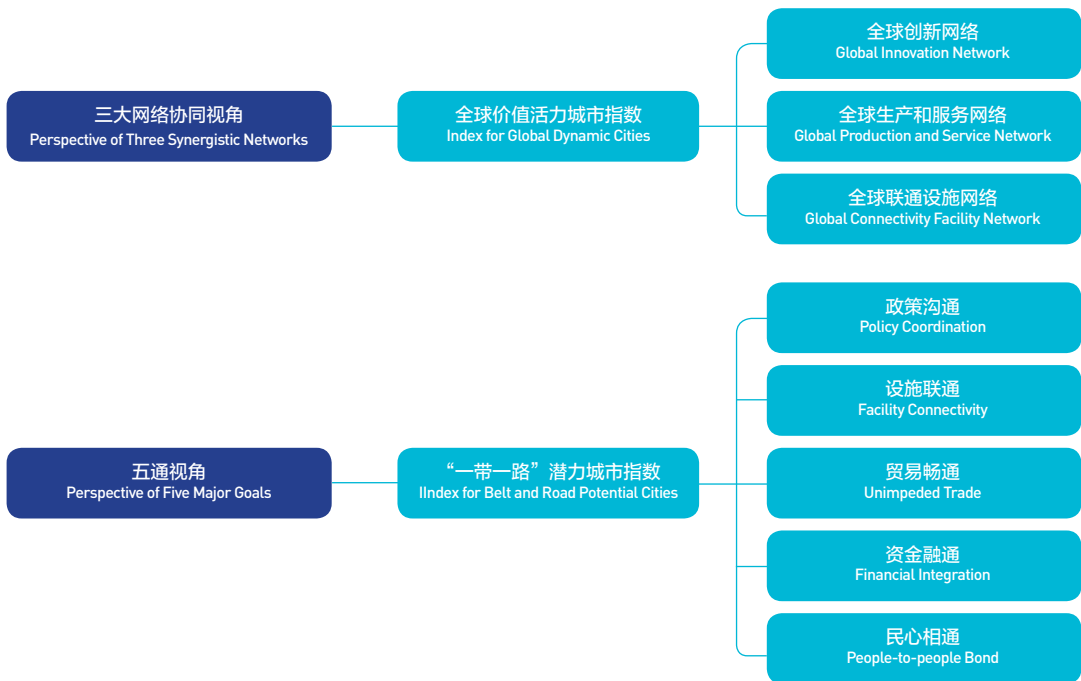 三大网络协同视角
Perspective of Three Synergistic Networks
全球价值活力城市指数
Index for Global Dynamic Cities
全球创新网络
Global Innovation Network
全球生产和服务网络
Global Production and Service Network
全球联通设施网络
Global Connectivity Facility Network
五通视角
Perspective of Five Major Goals
“一带一路”潜力城市指数
IIndex for Belt and Road Potential Cities
政策沟通
Policy Coordination
设施联通
Facility Connectivity
贸易畅通
Unimpeded Trade
资金融通
Financial Integration
民心相通
People-to-people Bond